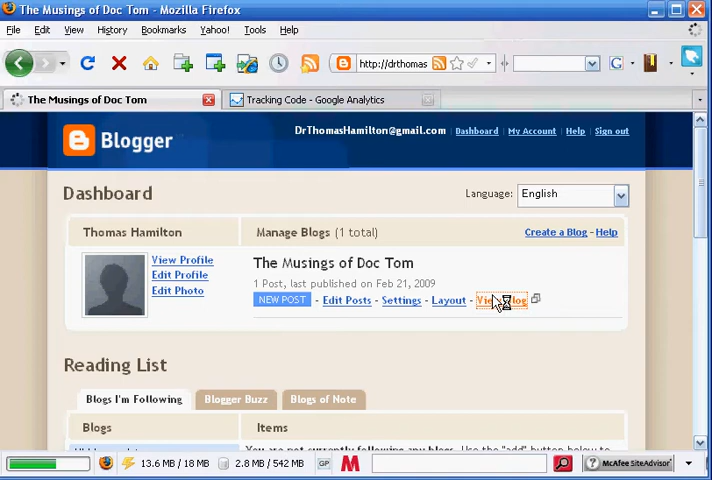 The Musings of Doc Tom - Mozilla Firefox
File Edit View History Bookmarks Yahoo! Tools Help
http://drthomas
The Musings of Doc Tom
Tracking Code - Google Analytics
Blogger
DrThomasHamilton@gmail.com Dashboard My Account Help Sign out
Dashboard
Language: English
Thomas Hamilton
Manage Blogs (1 total)
Create a Blog - Help
View Profile
Edit Profile
Edit Photo
The Musings of Doc Tom
1 Post, last published on Feb 21, 2009
NEW POST - Edit Posts - Settings - Layout -
Reading List
Blogs I'm Following Blogger Buzz Blogs of Note
Blogs Items
13.6 MB / 18 MB 2.8 MB / 542 MB GP McAfee SiteAdvisor